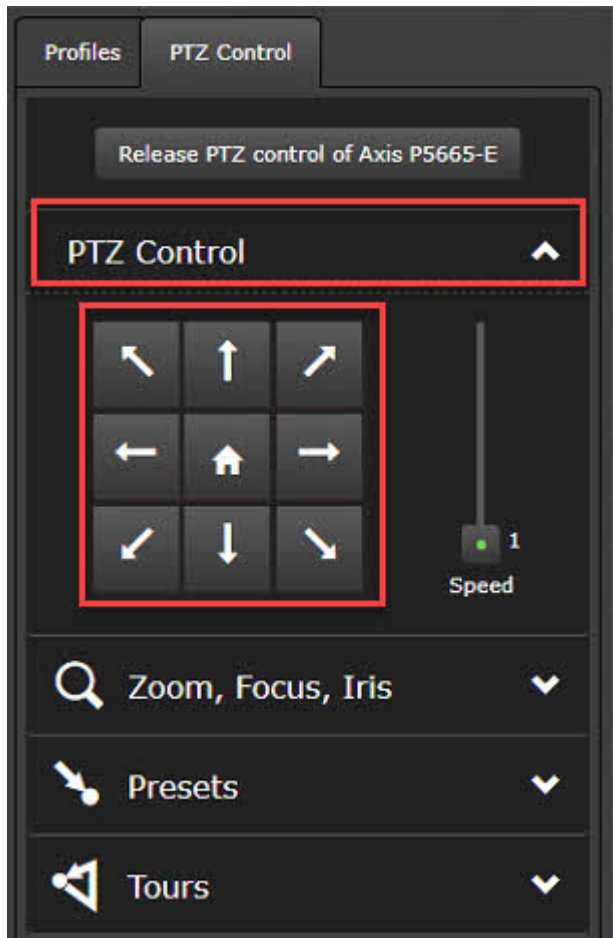 Profiles
PTZ Control
Release PTZ control of Axis P5665-E
PTZ Control
1
Speed
Zoom, Focus, Iris
Presets
Tours